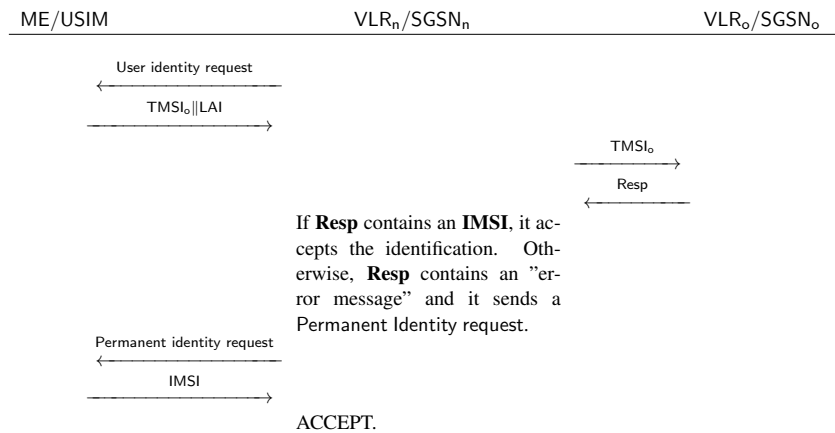 ME/USIM VLRn/SGSNn VLRo/SGSNo
User identity request
TMSIo||LAI
TMSIo
Resp
If Resp contains an IMSI, it ac-
cepts the identification. Oth-
erwise, Resp contains an ”er-
ror message” and it sends a
Permanent Identity request.
Permanent identity request
IMSI
ACCEPT.